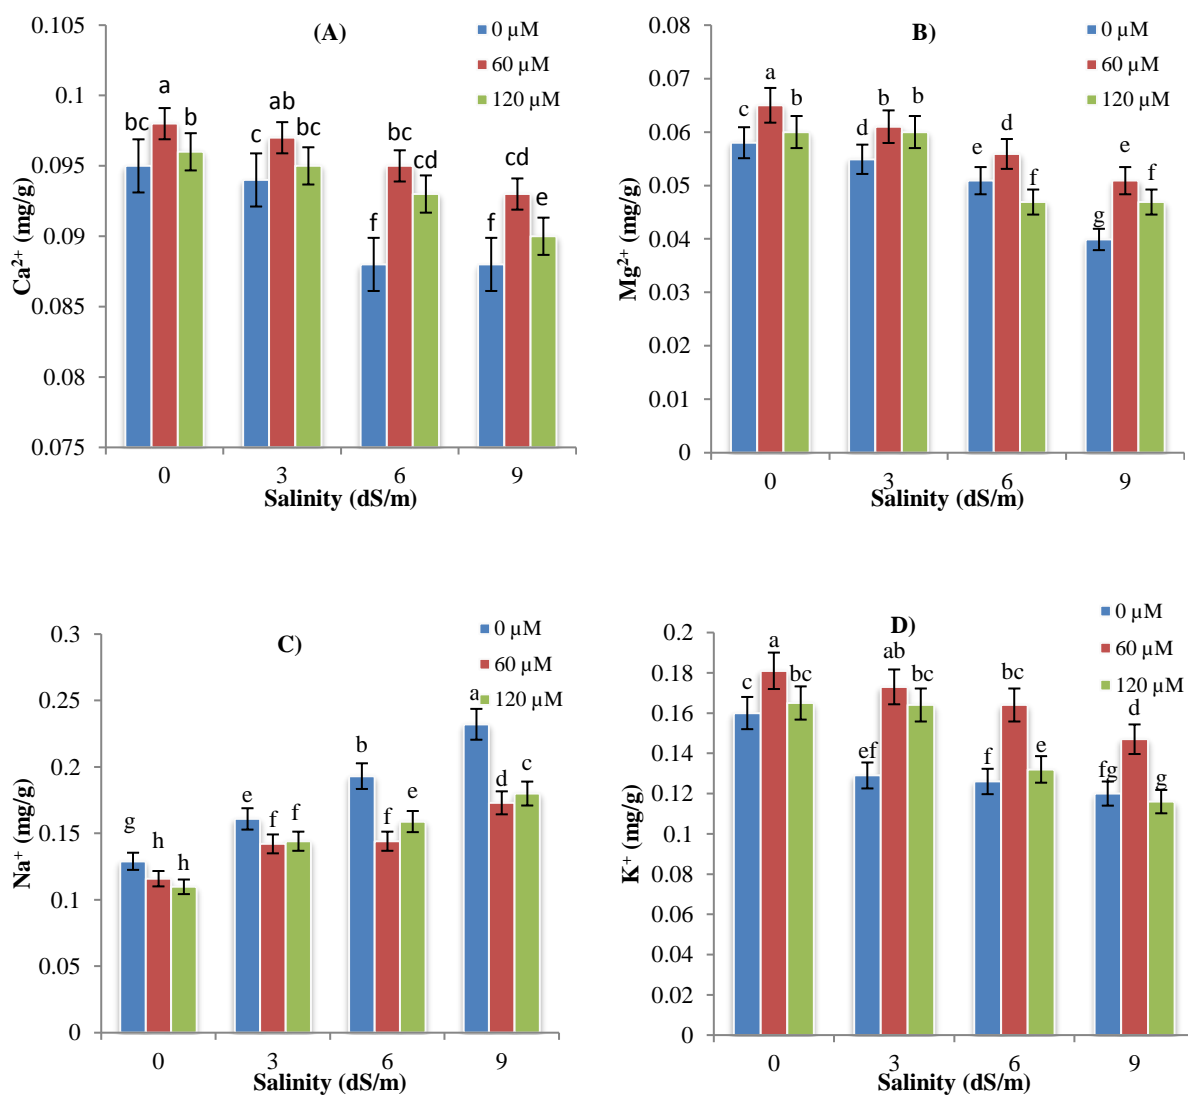 (A)
0 µM
60 µM
120 µM
Ca²⁺ (mg/g)
0.105
0.1
0.095
0.09
0.085
0.08
0.075
bc a b
c ab bc
f bc cd
f cd e
0 3 6 9
Salinity (dS/m)
B)
0 µM
60 µM
120 µM
Mg²⁺ (mg/g)
0.08
0.07
0.06
0.05
0.04
0.03
0.02
0.01
0
c a b
d b b
e d f
g e f
0 3 6 9
Salinity (dS/m)
C)
0 µM
60 µM
120 µM
Na⁺ (mg/g)
0.3
0.25
0.2
0.15
0.1
0.05
0
g h h
e f f
b f e
a d c
0 3 6 9
Salinity (dS/m)
D)
0 µM
60 µM
120 µM
K⁺ (mg/g)
0.2
0.18
0.16
0.14
0.12
0.1
0.08
0.06
0.04
0.02
0
c a bc
ef ab bc
f bc e
fg d g
0 3 6 9
Salinity (dS/m)